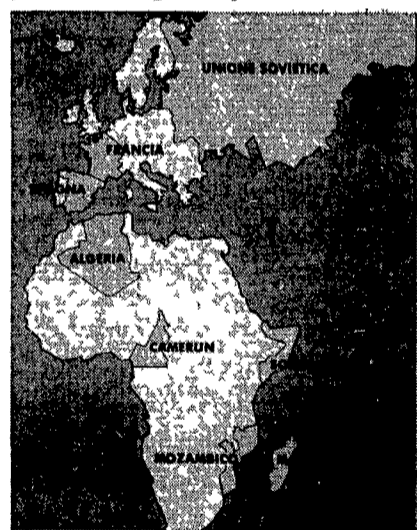 UNIONE SOVIETICA
FRANCIA
ALGERIA
CAMERUN
MOZAMBICO